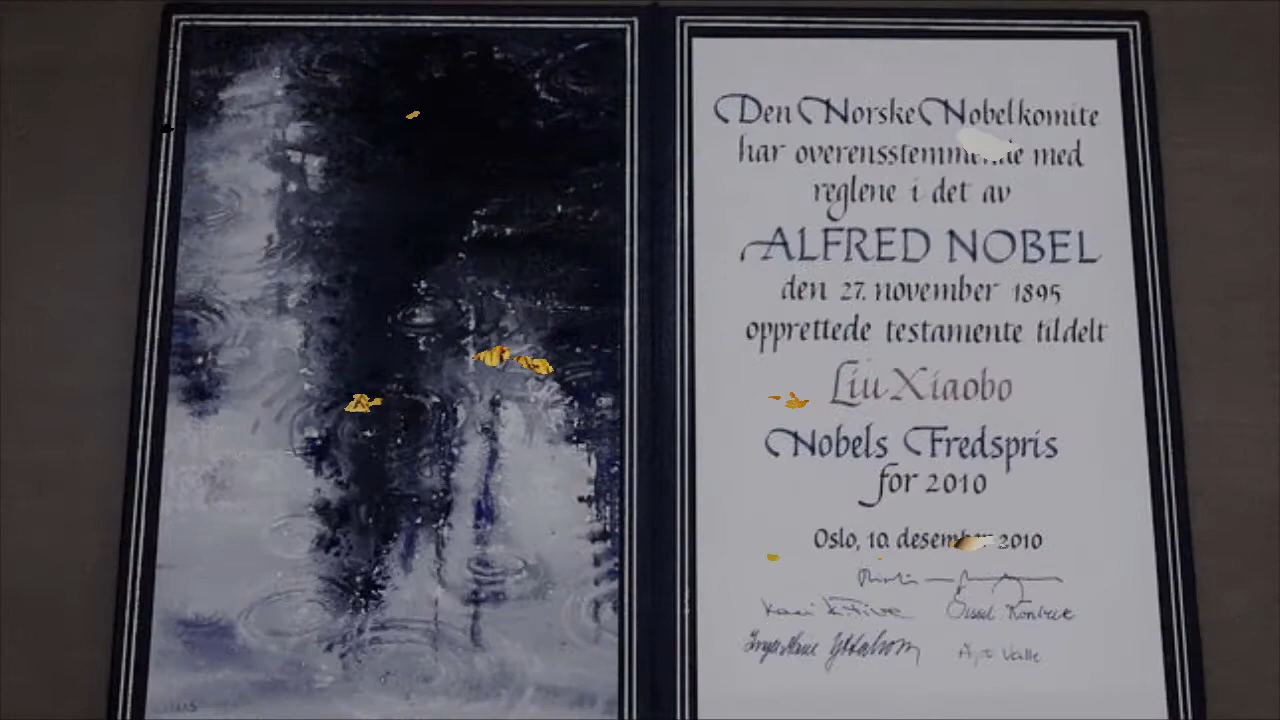 Den Norske Nobelkomite
har overensstemmende med
reglene i det av
ALFRED NOBEL
den 27. november 1895
opprettede testamente tildelt
Liu Xiaobo
Nobels Fredspris
for 2010
Oslo, 10. desember 2010